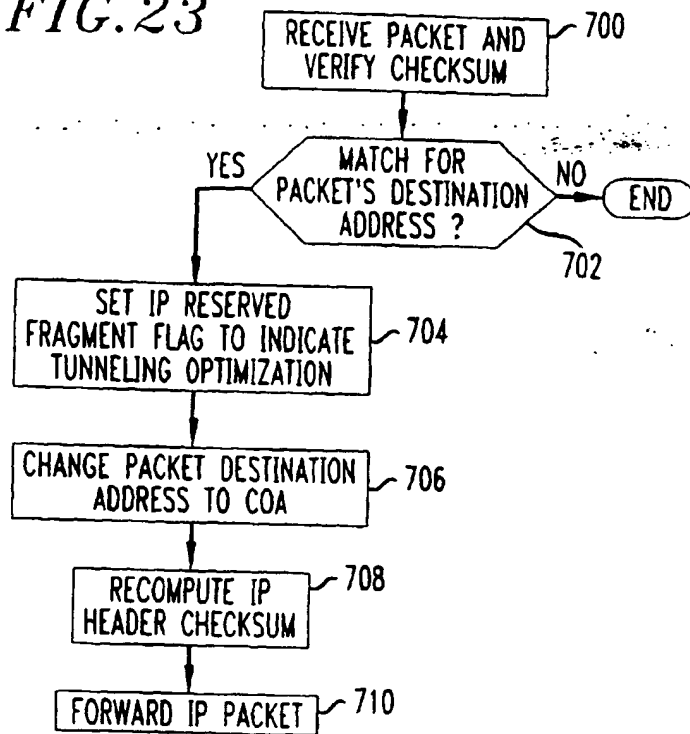 FIG. 23
RECEIVE PACKET AND
VERIFY CHECKSUM
700
MATCH FOR
PACKET'S DESTINATION
ADDRESS ?
702
YES
NO
END
SET IP RESERVED
FRAGMENT FLAG TO INDICATE
TUNNELING OPTIMIZATION
704
CHANGE PACKET DESTINATION
ADDRESS TO COA
706
RECOMPUTE IP
HEADER CHECKSUM
708
FORWARD IP PACKET
710